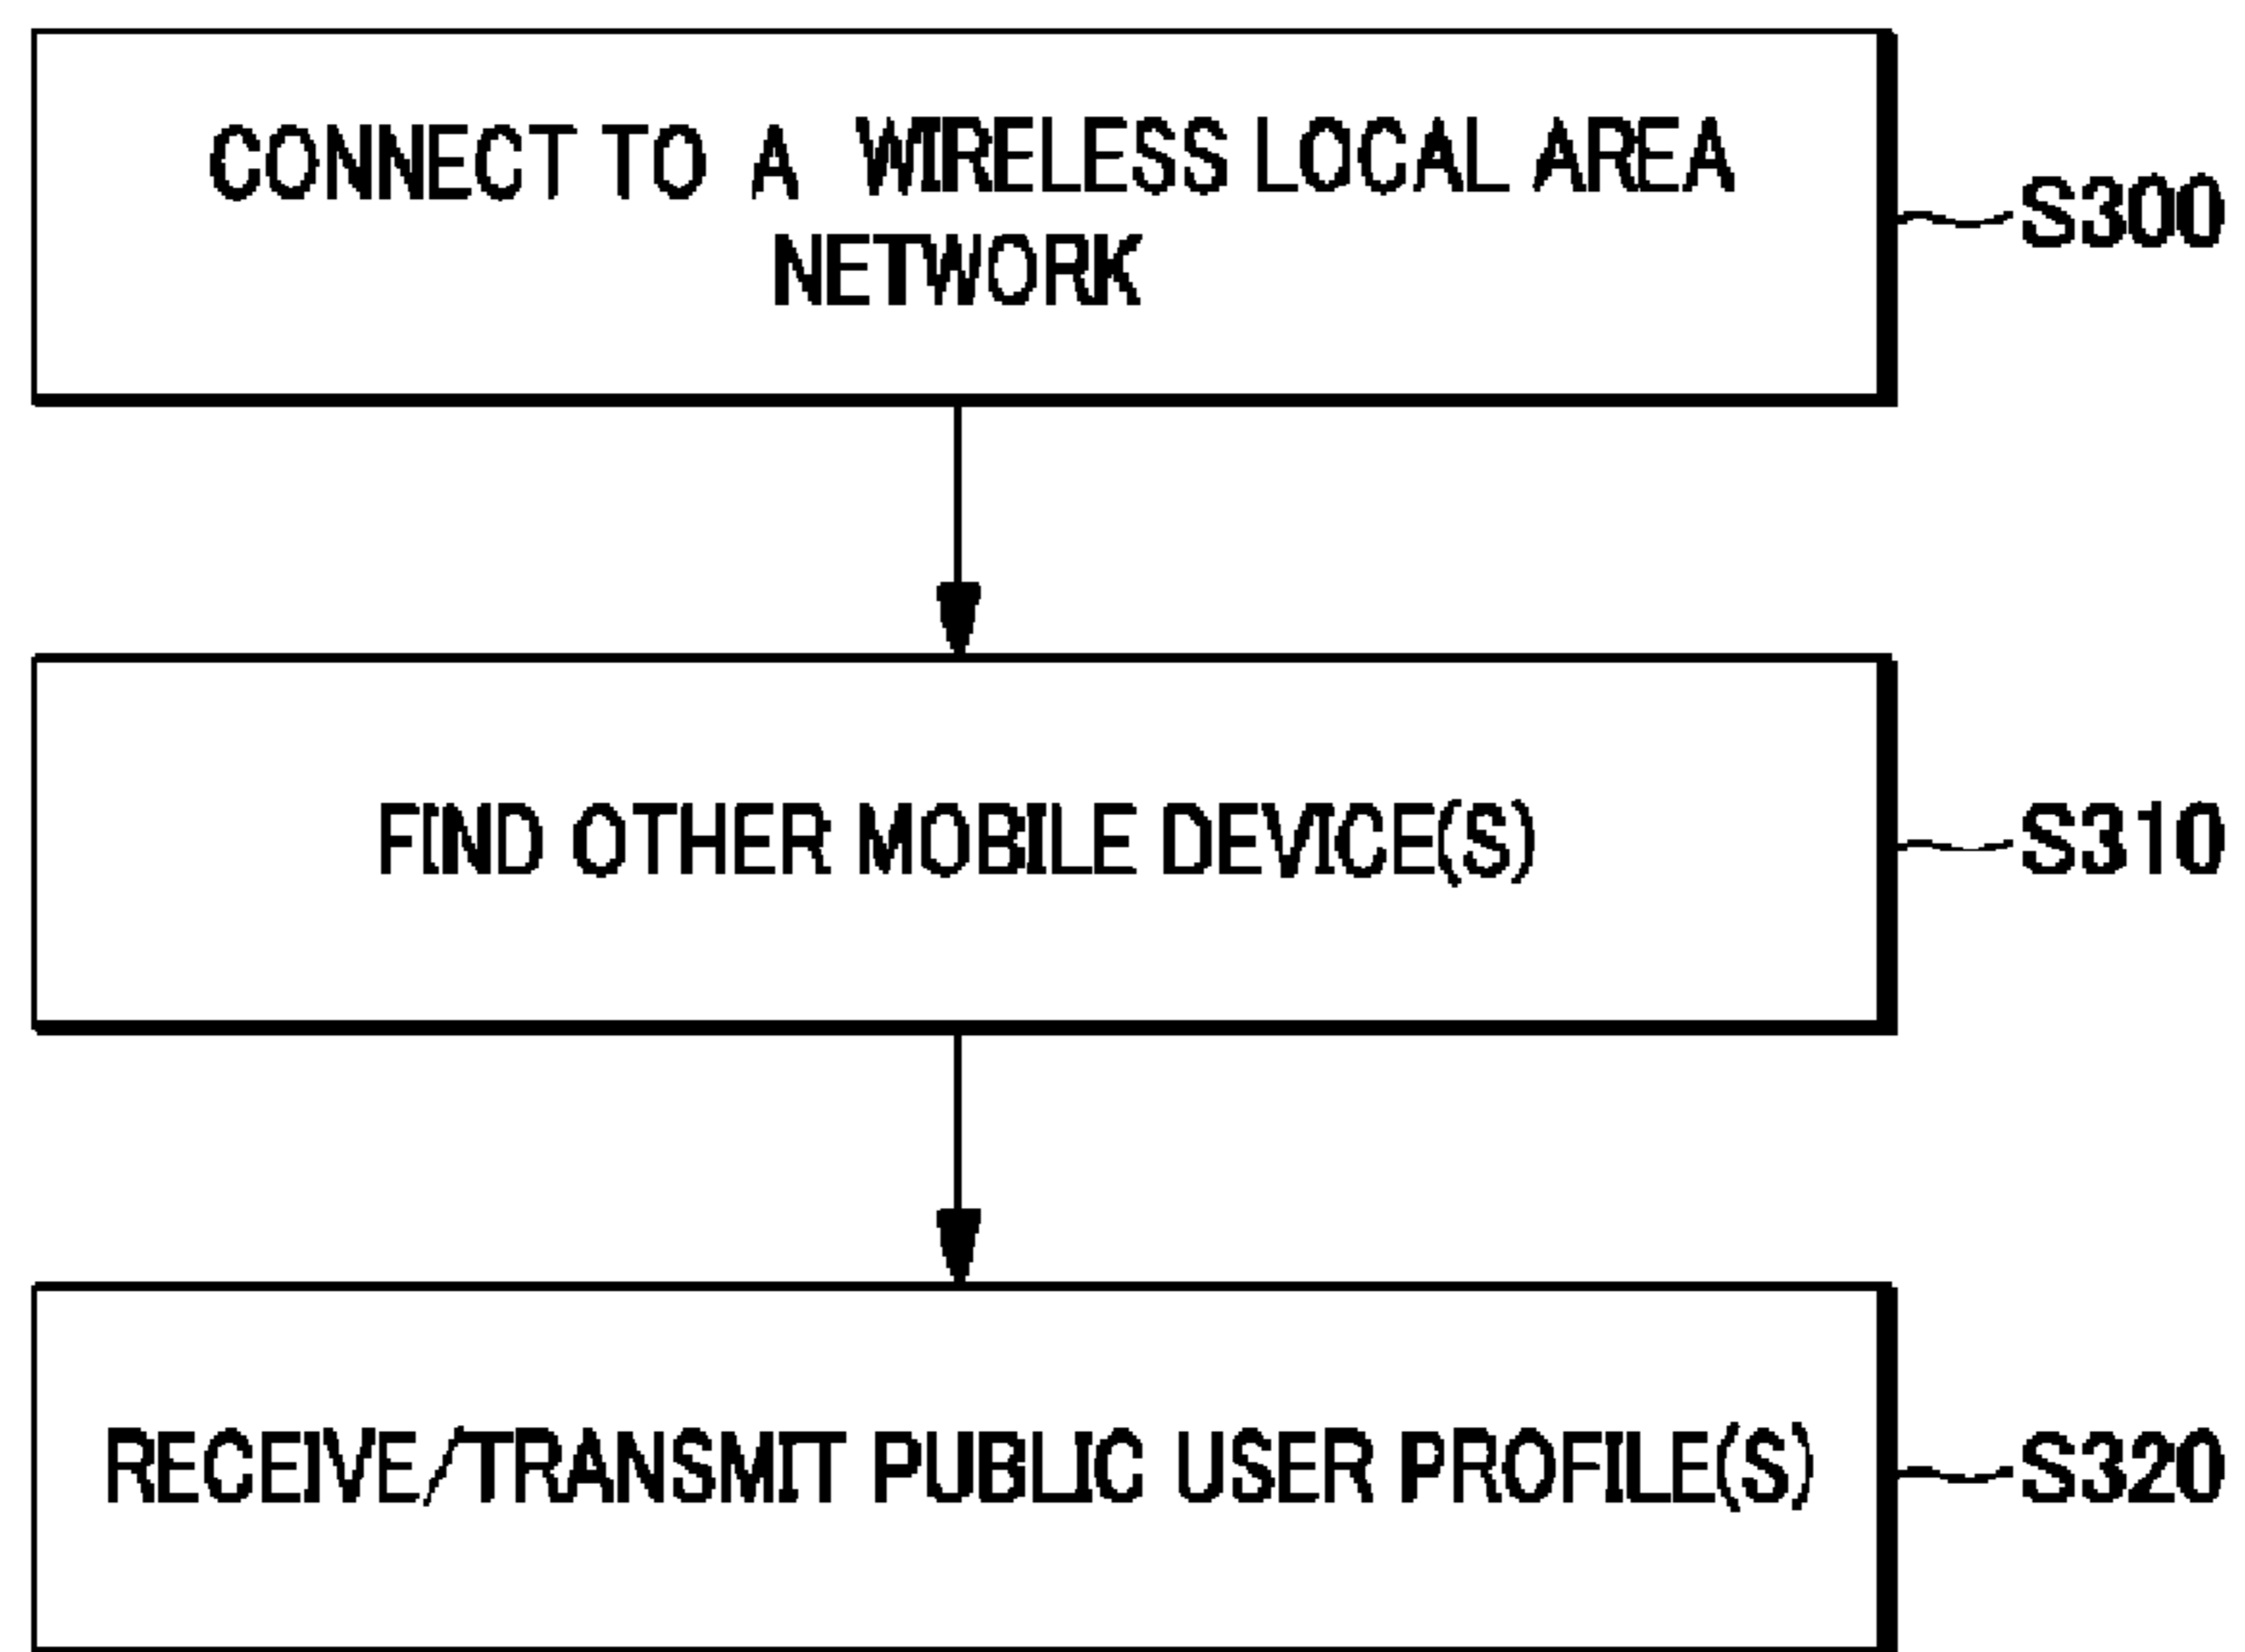 CONNECT TO A WIRELESS LOCAL AREA
NETWORK
S300
FIND OTHER MOBILE DEVICE(S)
S310
RECEIVE/TRANSMIT PUBLIC USER PROFILE(S)
S320